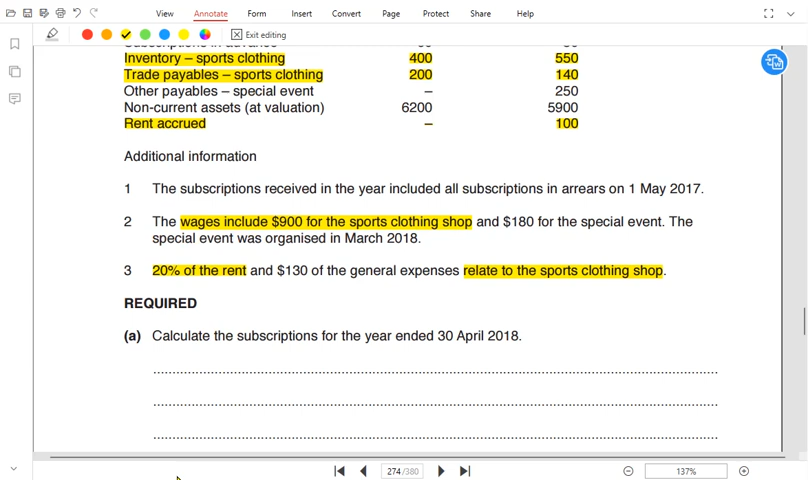 View Annotate Form Insert Convert Page Protect Share Help
Exit editing
Subscriptions in advance
Inventory – sports clothing 400 550
Trade payables – sports clothing 200 140
Other payables – special event – 250
Non-current assets (at valuation) 6200 5900
Rent accrued – 100
Additional information
1 The subscriptions received in the year included all subscriptions in arrears on 1 May 2017.
2 The wages include $900 for the sports clothing shop and $180 for the special event. The
special event was organised in March 2018.
3 20% of the rent and $130 of the general expenses relate to the sports clothing shop.
REQUIRED
(a) Calculate the subscriptions for the year ended 30 April 2018.
274 /380 137%